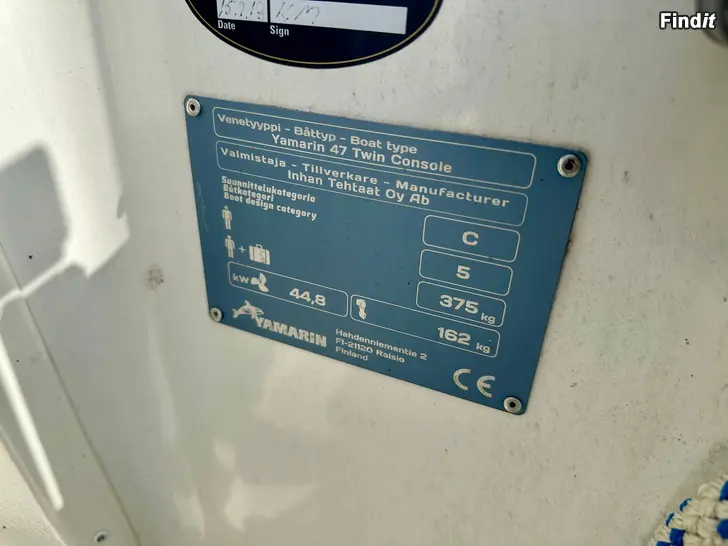 Findit
Date
Sign
Venetyyppi - Båttyp - Boat type
Yamarin 47 Twin Console
Valmistaja - Tillverkare - Manufacturer
Inhan Tehtaat Oy Ab
Suunnittelukategoria
Båtkategori
Boat design category
C
5
+
375 kg
kW
44,8
162 kg
YAMARIN
Hahdenniementie 2
FI-21120 Raisio
Finland
CE